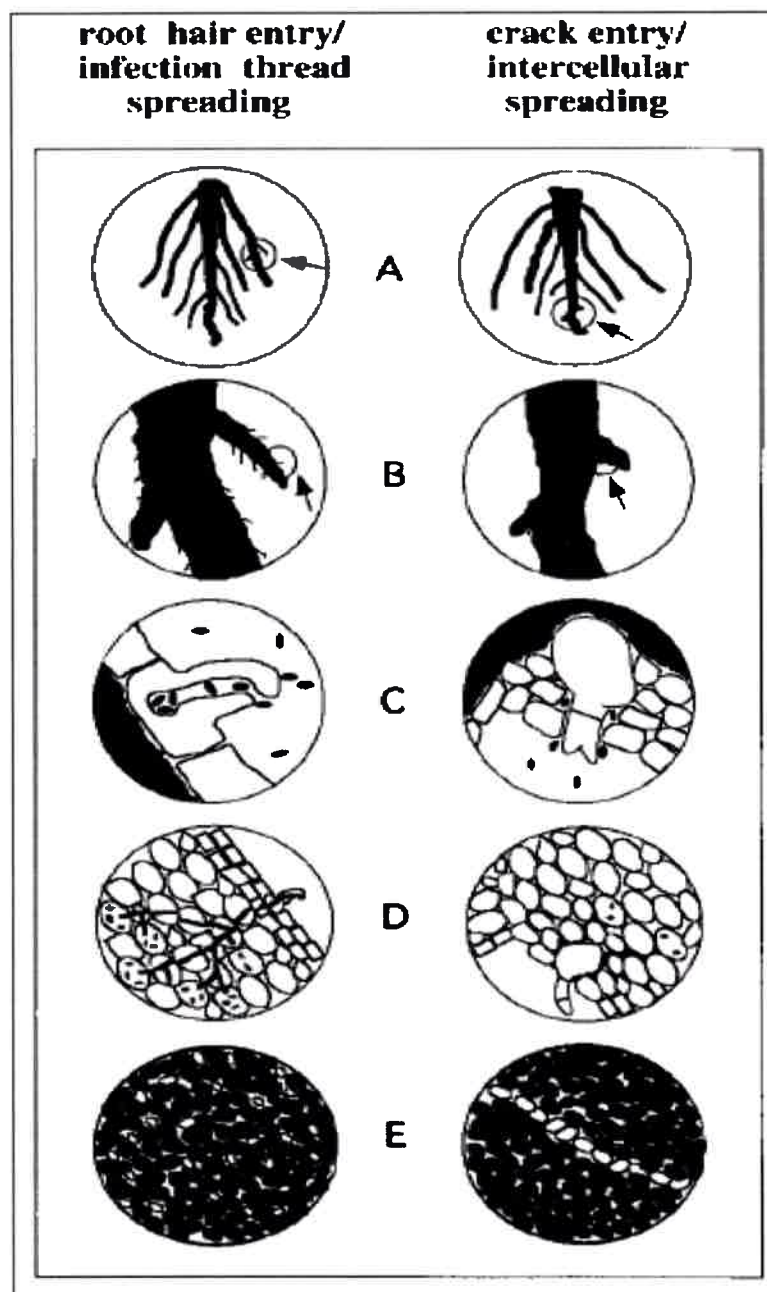 root hair entry/
infection thread
spreading
crack entry/
intercellular
spreading
A
B
C
D
E